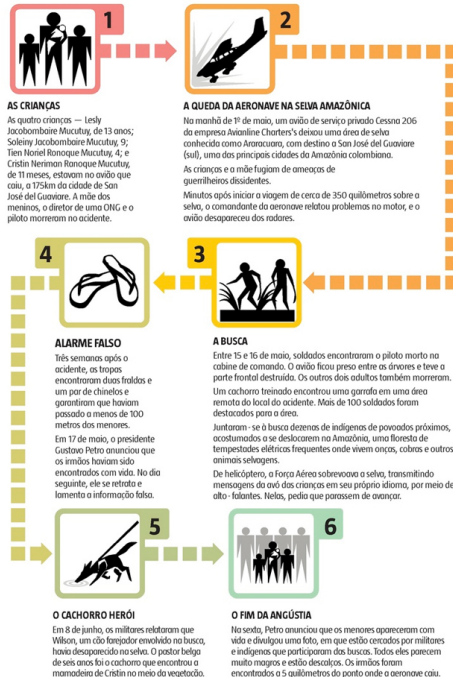 1
AS CRIANÇAS
As quatro crianças — Lesly
Jacobombaire Mucutuy, de 13 anos;
Soleiny Jacobombaire Mucutuy, 9;
Tien Noriel Ronoque Mucutuy, 4; e
Cristin Neriman Ranoque Mucutuy,
de 11 meses, estavam no avião que
caiu, a 175km da cidade de San
José del Guaviare. A mãe dos
meninos, o diretor de uma ONG e o
piloto morreram no acidente.
2
A QUEDA DA AERONAVE NA SELVA AMAZÔNICA
Na manhã de 1º de maio, um avião de serviço privado Cessna 206
da empresa Avianline Charters's deixou uma área de selva
conhecida como Araracuara, com destino a San José del Guaviare
(sul), uma das principais cidades da Amazônia colombiana.
As crianças e a mãe fugiam de ameaças de
guerrilheiros dissidentes.
Minutos após iniciar a viagem de cerca de 350 quilômetros sobre a
selva, o comandante da aeronave relatou problemas no motor, e o
avião desapareceu dos radares.
3
A BUSCA
Entre 15 e 16 de maio, soldados encontraram o piloto morto na
cabine de comando. O avião ficou preso entre as árvores e teve a
parte frontal destruída. Os outros dois adultos também morreram.
Um cachorro treinado encontrou uma garrafa em uma área
remota do local do acidente. Mais de 100 soldados foram
destacados para a área.
Juntaram - se à busca dezenas de indígenas de povoados próximos,
acostumados a se deslocarem na Amazônia, uma floresta de
tempestades elétricas frequentes onde vivem onças, cobras e outros
animais selvagens.
De helicóptero, a Força Aérea sobrevoava a selva, transmitindo
mensagens da avó das crianças em seu próprio idioma, por meio de
alto - falantes. Nelas, pedia que parassem de avançar.
4
ALARME FALSO
Três semanas após o
acidente, as tropas
encontraram duas fraldas e
um par de chinelos e
garantiram que haviam
passado a menos de 100
metros dos menores.
Em 17 de maio, o presidente
Gustavo Petro anunciou que
os irmãos haviam sido
encontrados com vida. No dia
seguinte, ele se retrata e
lamenta a informação falsa.
5
O CACHORRO HERÓI
Em 8 de junho, os militares relataram que
Wilson, um cão farejador envolvido na busca,
havia desaparecido na selva. O pastor belga
de seis anos foi o cachorro que encontrou a
mamadeira de Cristin no meio da vegetação.
6
O FIM DA ANGÚSTIA
Na sexta, Petro anunciou que os menores apareceram com
vida e divulgou uma foto, em que estão cercados por militares
e indígenas que participaram das buscas. Todos eles parecem
muito magros e estão descalços. Os irmãos foram
encontrados a 5 quilômetros do ponto onde a aeronave caiu.